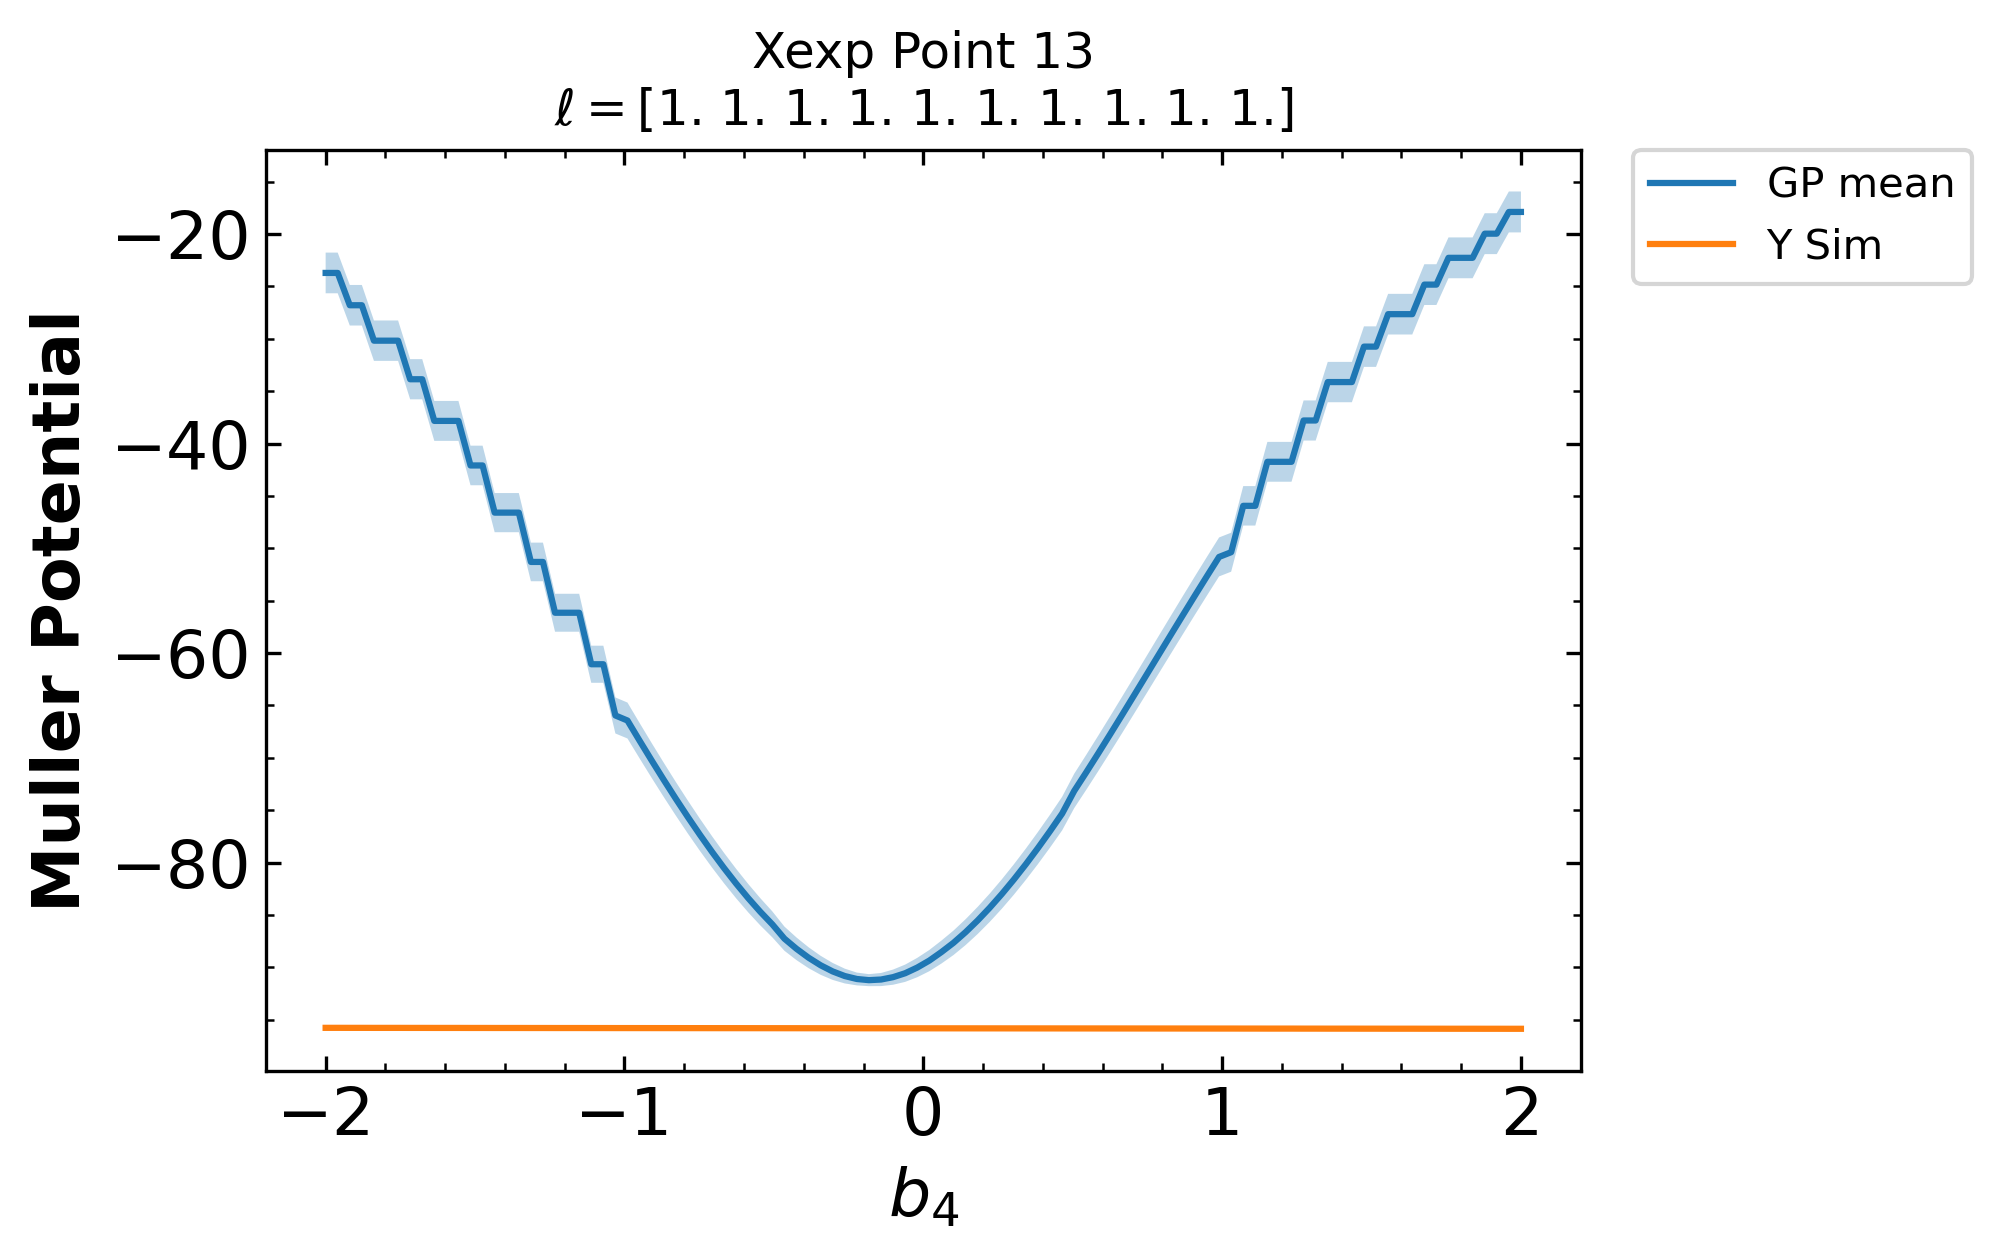 Xexp Point 13
ℓ = [1. 1. 1. 1. 1. 1. 1. 1. 1. 1.]
GP mean
Y Sim
Muller Potential
−20
−40
−60
−80
−2
−1
0
1
2
b₄